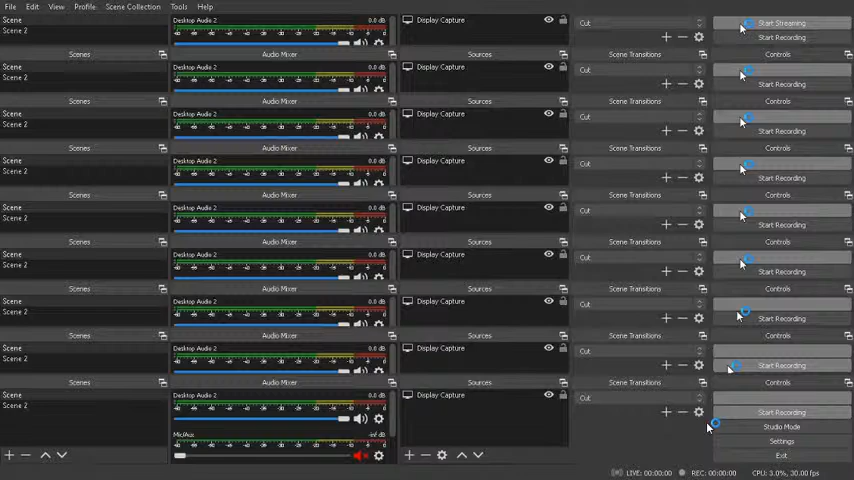 File Edit View Profile Scene Collection Tools Help
Scene Desktop Audio 2 0.0 dB Display Capture Cut Start Streaming
Scene 2 Start Recording
Scenes Audio Mixer Sources Scene Transitions Controls
Scene Desktop Audio 2 0.0 dB Display Capture Cut
Scene 2 Start Recording
Scenes Audio Mixer Sources Scene Transitions Controls
Scene Desktop Audio 2 0.0 dB Display Capture Cut
Scene 2 Start Recording
Scenes Audio Mixer Sources Scene Transitions Controls
Scene Desktop Audio 2 0.0 dB Display Capture Cut
Scene 2 Start Recording
Scenes Audio Mixer Sources Scene Transitions Controls
Scene Desktop Audio 2 0.0 dB Display Capture Cut
Scene 2 Start Recording
Scenes Audio Mixer Sources Scene Transitions Controls
Scene Desktop Audio 2 0.0 dB Display Capture Cut
Scene 2 Start Recording
Scenes Audio Mixer Sources Scene Transitions Controls
Scene Desktop Audio 2 0.0 dB Display Capture Cut
Scene 2 Start Recording
Scenes Audio Mixer Sources Scene Transitions Controls
Scene Desktop Audio 2 0.0 dB Display Capture Cut
Scene 2 Start Recording
Scenes Audio Mixer Sources Scene Transitions Controls
Scene Desktop Audio 2 0.0 dB Display Capture Cut
Scene 2 Start Recording
Studio Mode
Mic/Aux -inf dB
Settings
Exit
LIVE: 00:00:00 REC: 00:00:00 CPU: 3.0%, 30.00 fps